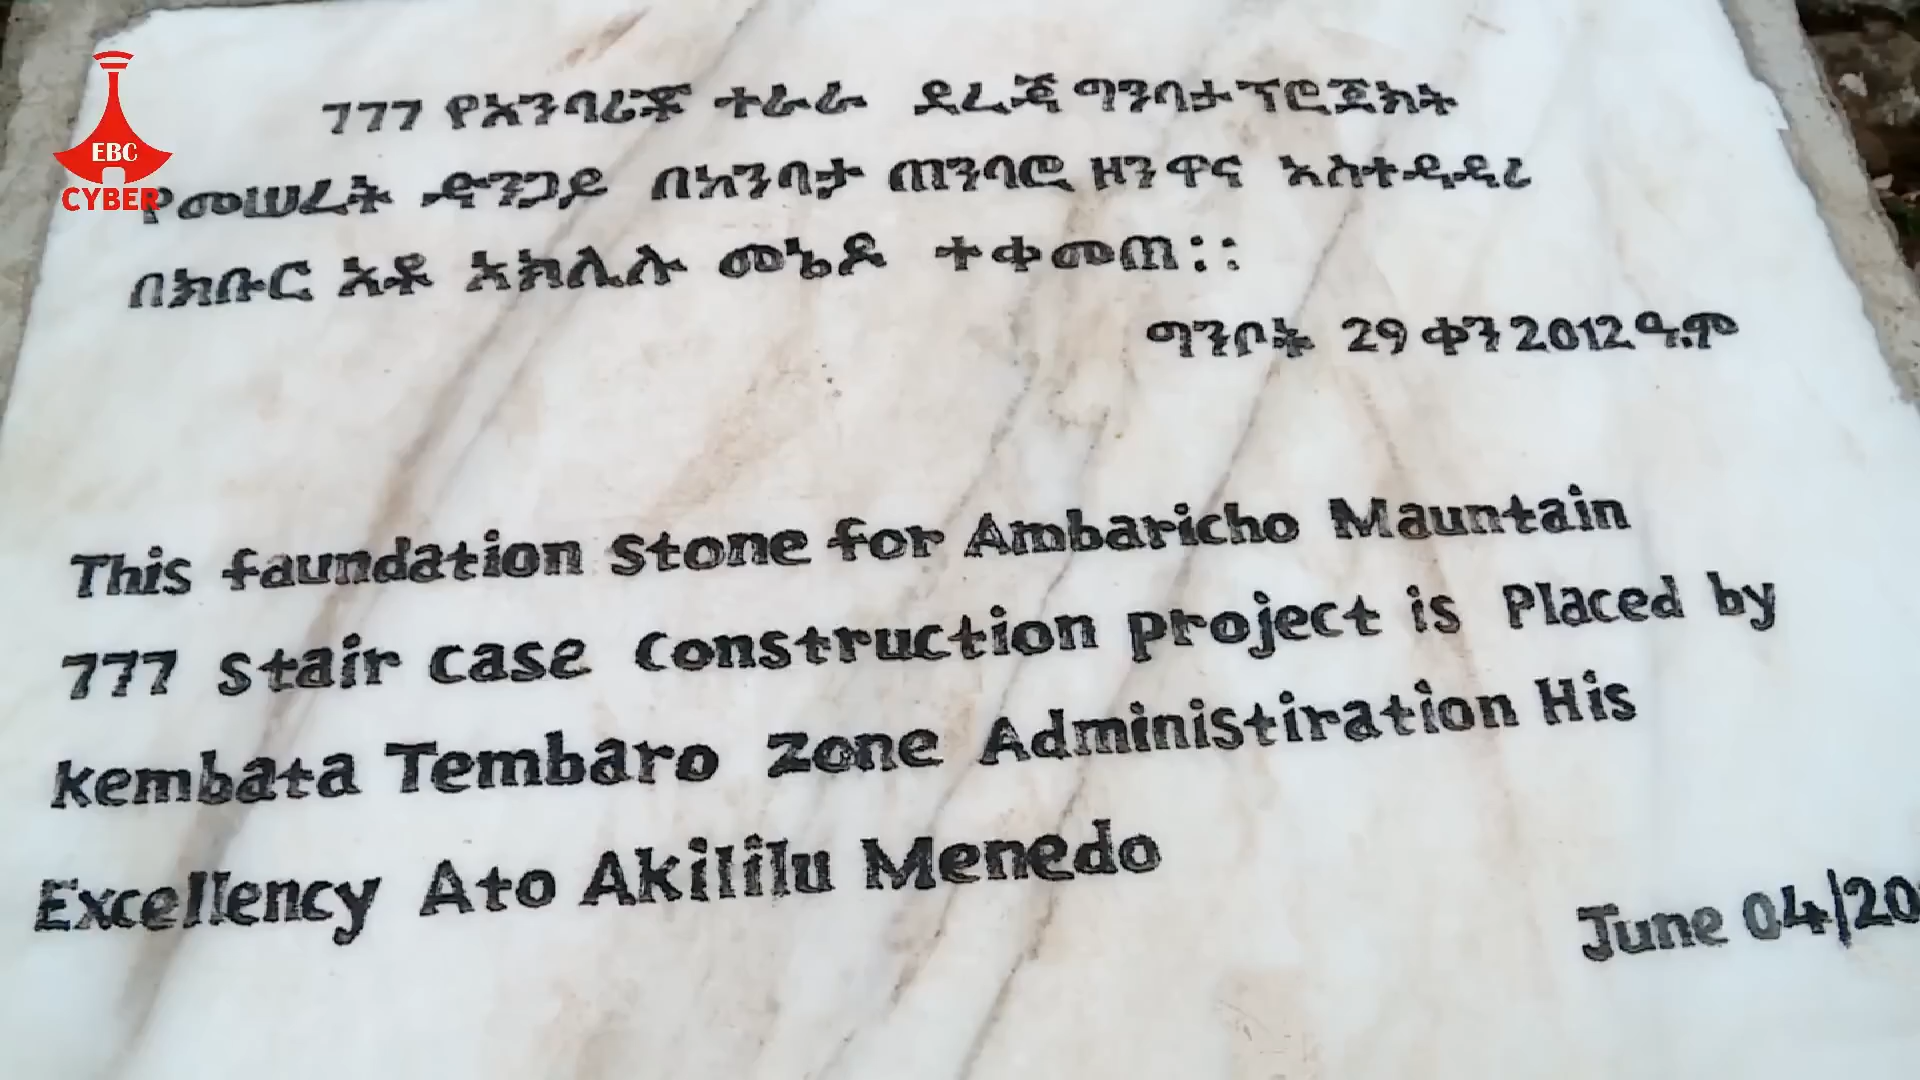 EBC
CYBER
777 የአንባሪቾ ተራራ ደረጃ ግንባታ ፕሮጀክት
የመሠረት ድንጋይ በከንባታ ጠንባሮ ዞን ዋና አስተዳዳሪ
በክቡር አቶ አክሊሉ መኔዶ ተቀመጠ::
ግንቦት 29 ቀን 2012 ዓ.ም
This faundation stone for Ambaricho Mauntain
777 stair case construction project is Placed by
kembata Tembaro zone Administiration His
Excellency Ato Akililu Menedo
June 04/20